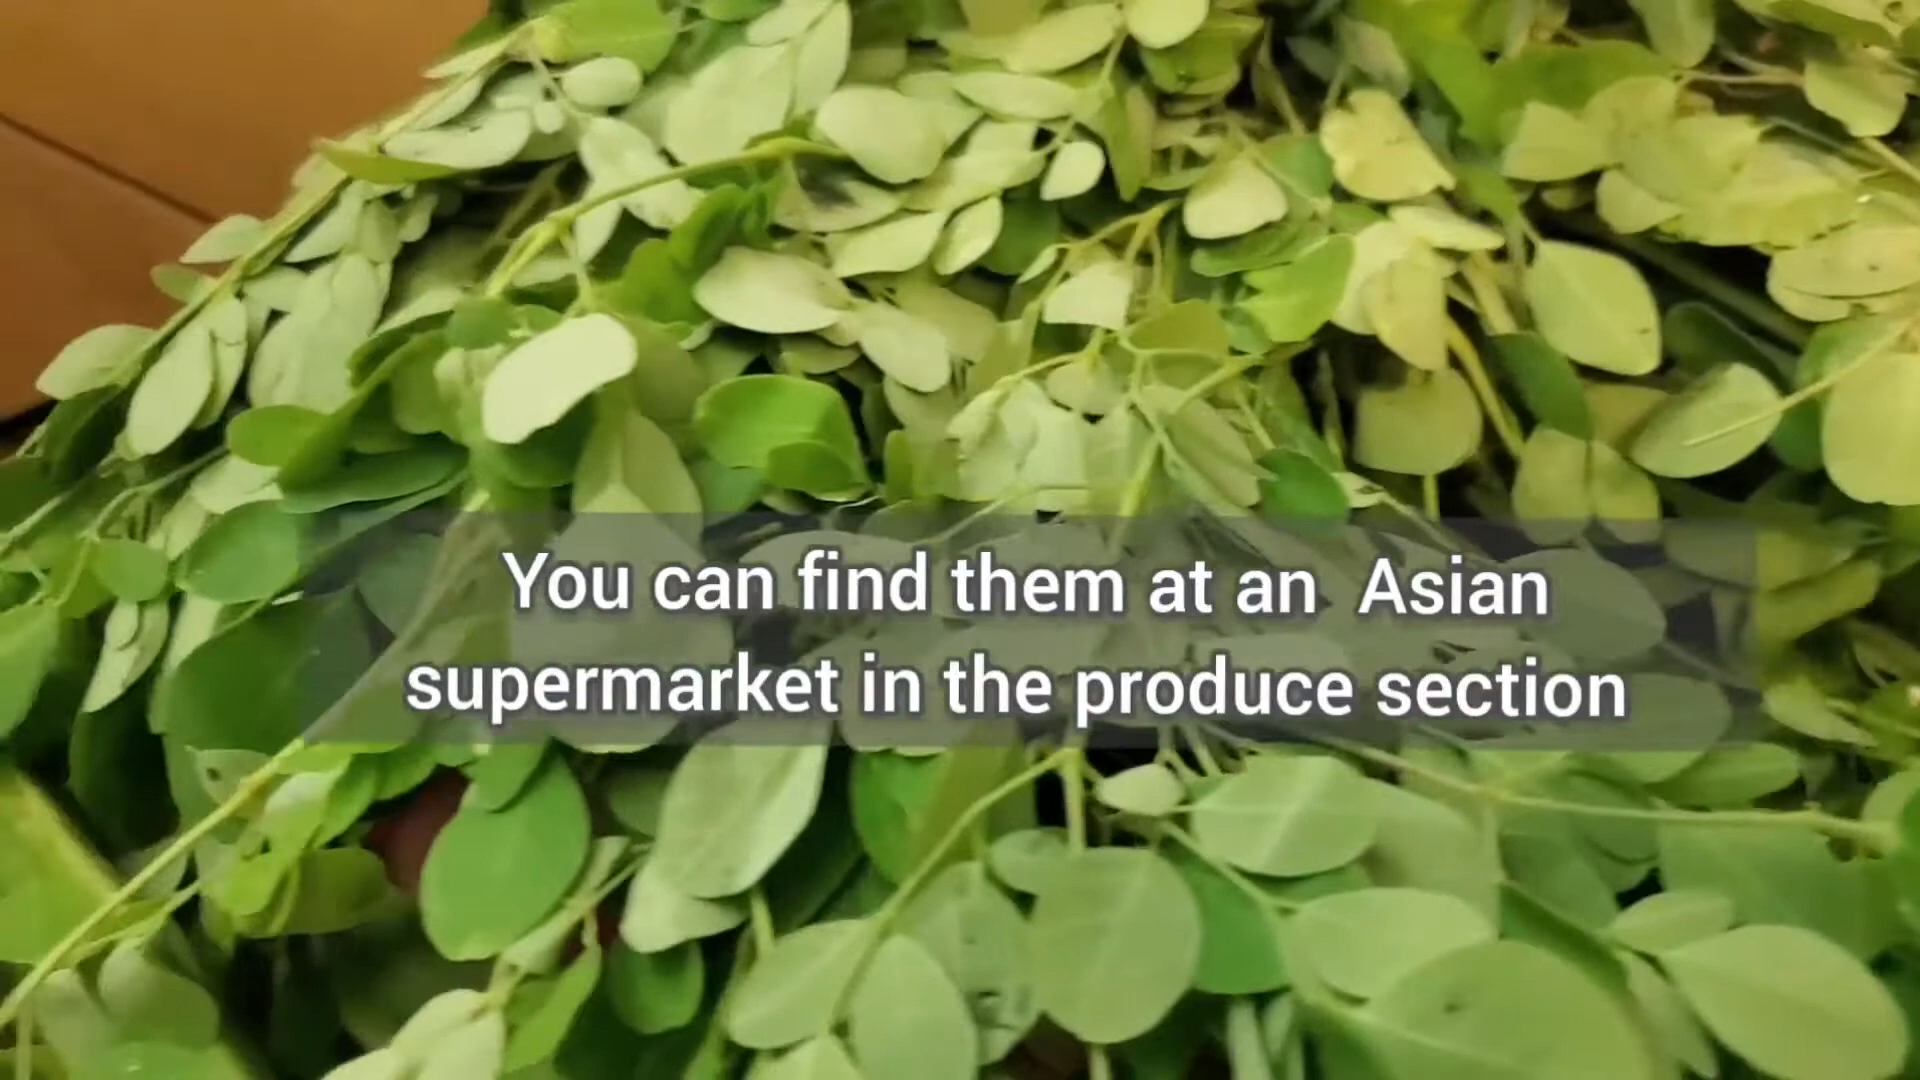 You can find them at an  Asian
supermarket in the produce section